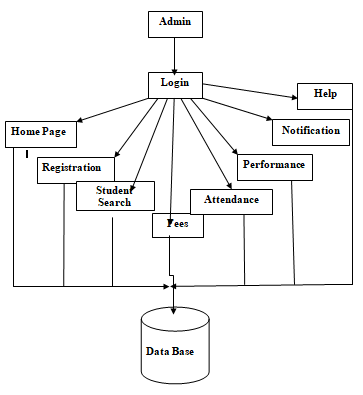 Admin
Login
Help
Home Page
Notification
Registration
Performance
Student
Search
Attendance
Fees
Data Base